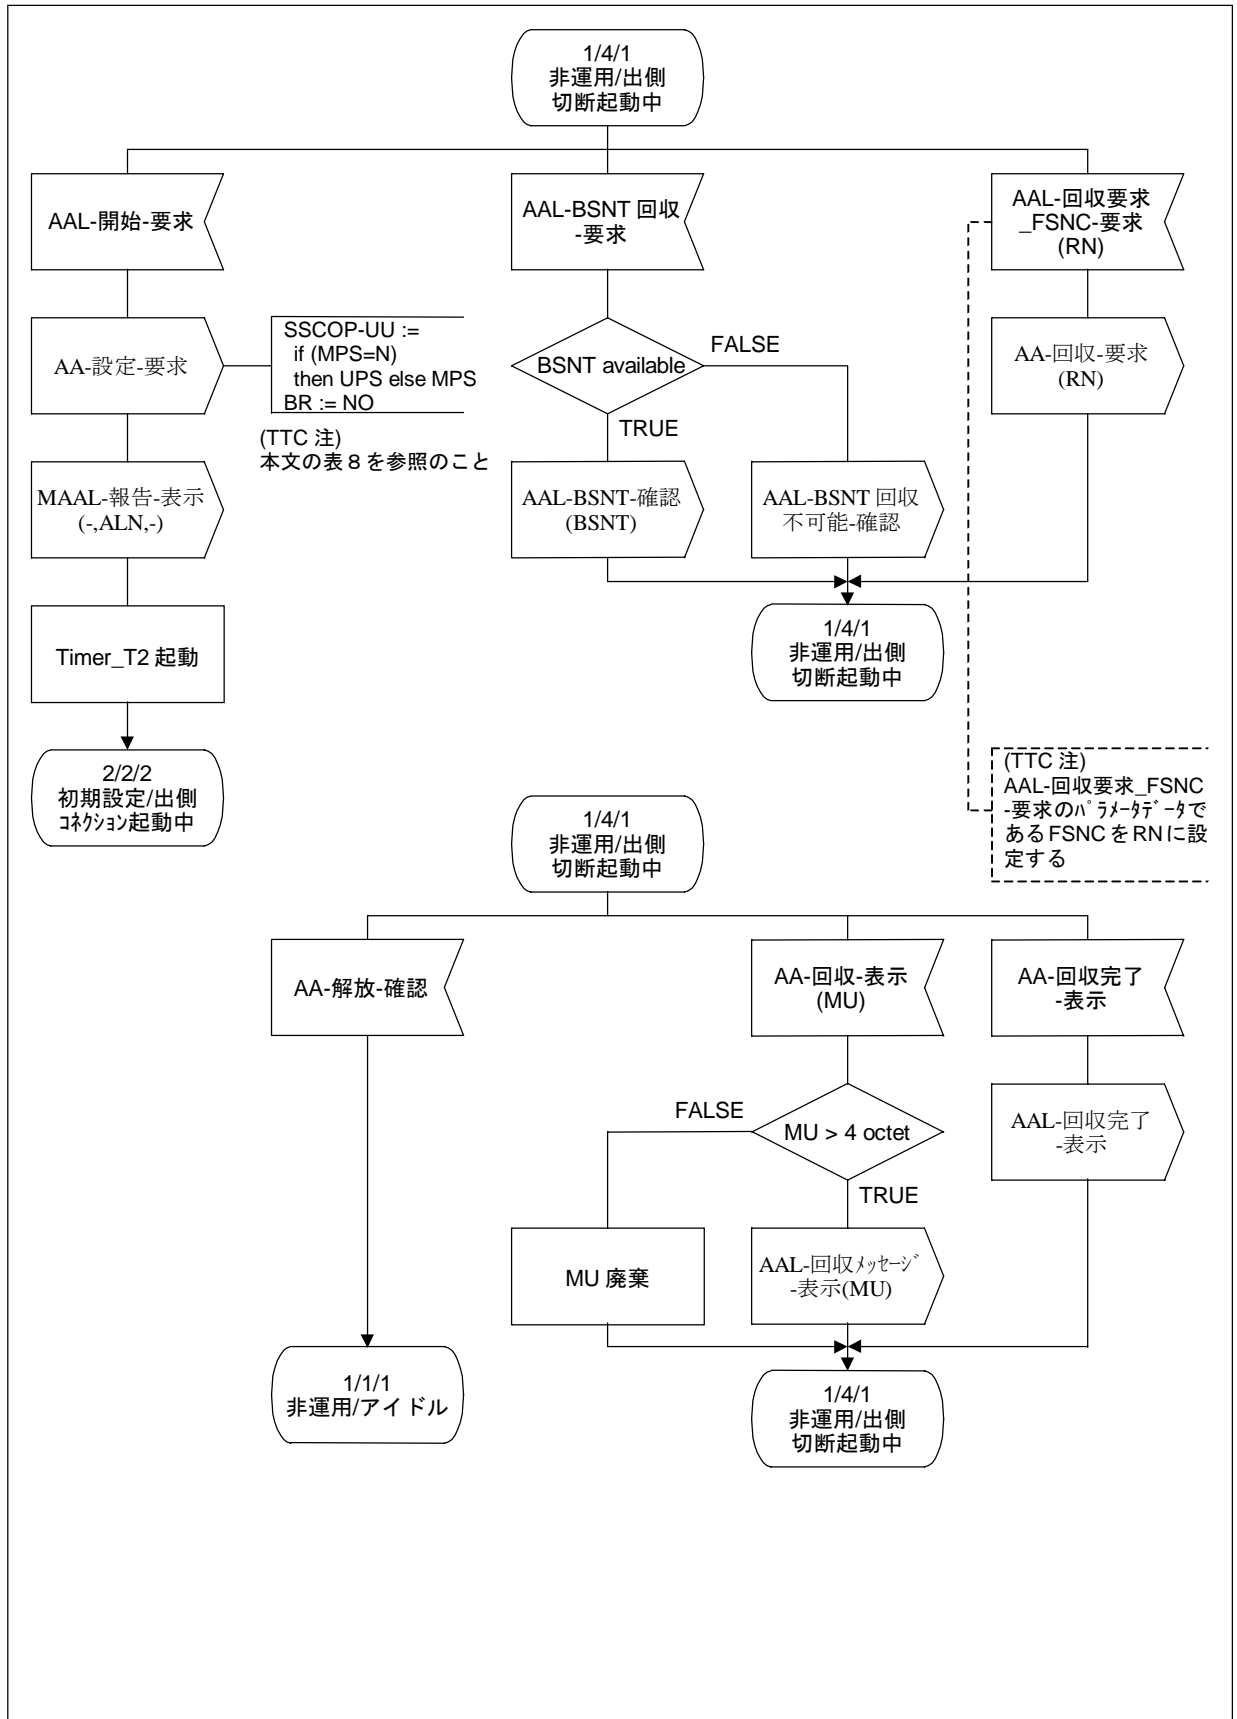 1/4/1
非運用/出側
切断起動中
AAL-開始-要求
AAL-BSNT 回収
-要求
AAL-回収要求
_FSNC-要求
(RN)
AA-設定-要求
SSCOP-UU :=
if (MPS=N)
then UPS else MPS
BR := NO
(TTC 注)
本文の表８を参照のこと
BSNT available
FALSE
TRUE
AA-回収-要求
(RN)
MAAL-報告-表示
(-,ALN,-)
AAL-BSNT-確認
(BSNT)
AAL-BSNT 回収
不可能-確認
Timer_T2 起動
1/4/1
非運用/出側
切断起動中
2/2/2
初期設定/出側
ｺﾈｸｼｮﾝ起動中
(TTC 注)
AAL-回収要求_FSNC
-要求のﾊﾟﾗﾒｰﾀﾃﾞｰﾀで
あるFSNCをRNに設
定する
1/4/1
非運用/出側
切断起動中
AA-解放-確認
AA-回収-表示
(MU)
AA-回収完了
-表示
FALSE
MU > 4 octet
TRUE
AAL-回収完了
-表示
MU 廃棄
AAL-回収ﾒｯｾｰｼﾞ
-表示(MU)
1/1/1
非運用/アイドル
1/4/1
非運用/出側
切断起動中